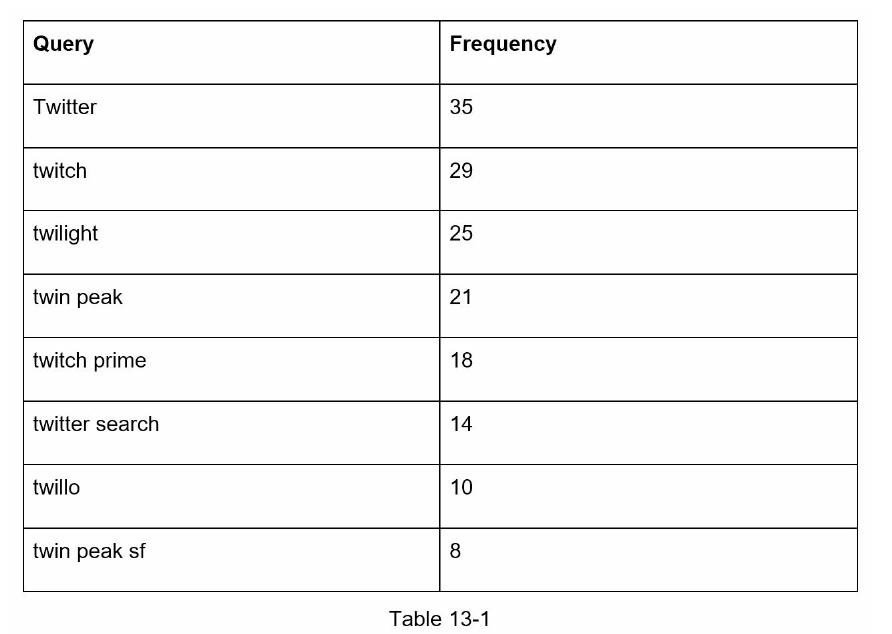 Query Frequency
Twitter 35
twitch 29
twilight 25
twin peak 21
twitch prime 18
twitter search 14
twillo 10
twin peak sf 8
Table 13-1